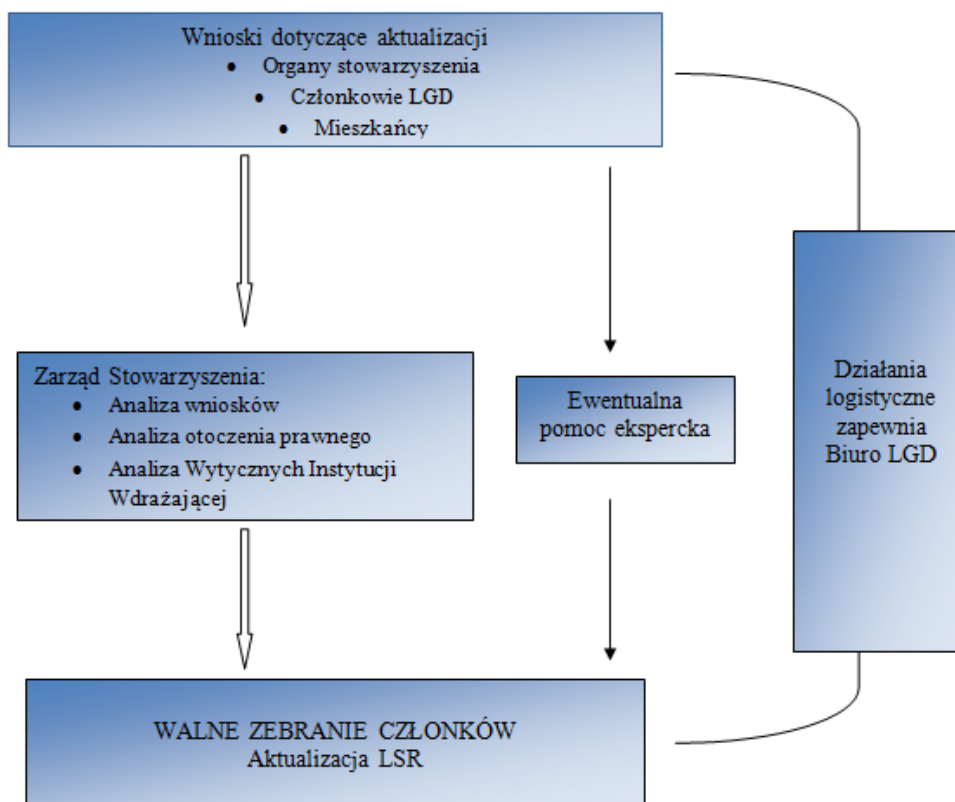 Wnioski dotyczące aktualizacji
• Organy stowarzyszenia
• Członkowie LGD
• Mieszkańcy
Zarząd Stowarzyszenia:
• Analiza wniosków
• Analiza otoczenia prawnego
• Analiza Wytycznych Instytucji
Wdrażającej
Ewentualna
pomoc ekspercka
Działania
logistyczne
zapewnia
Biuro LGD
WALNE ZEBRANIE CZŁONKÓW
Aktualizacja LSR